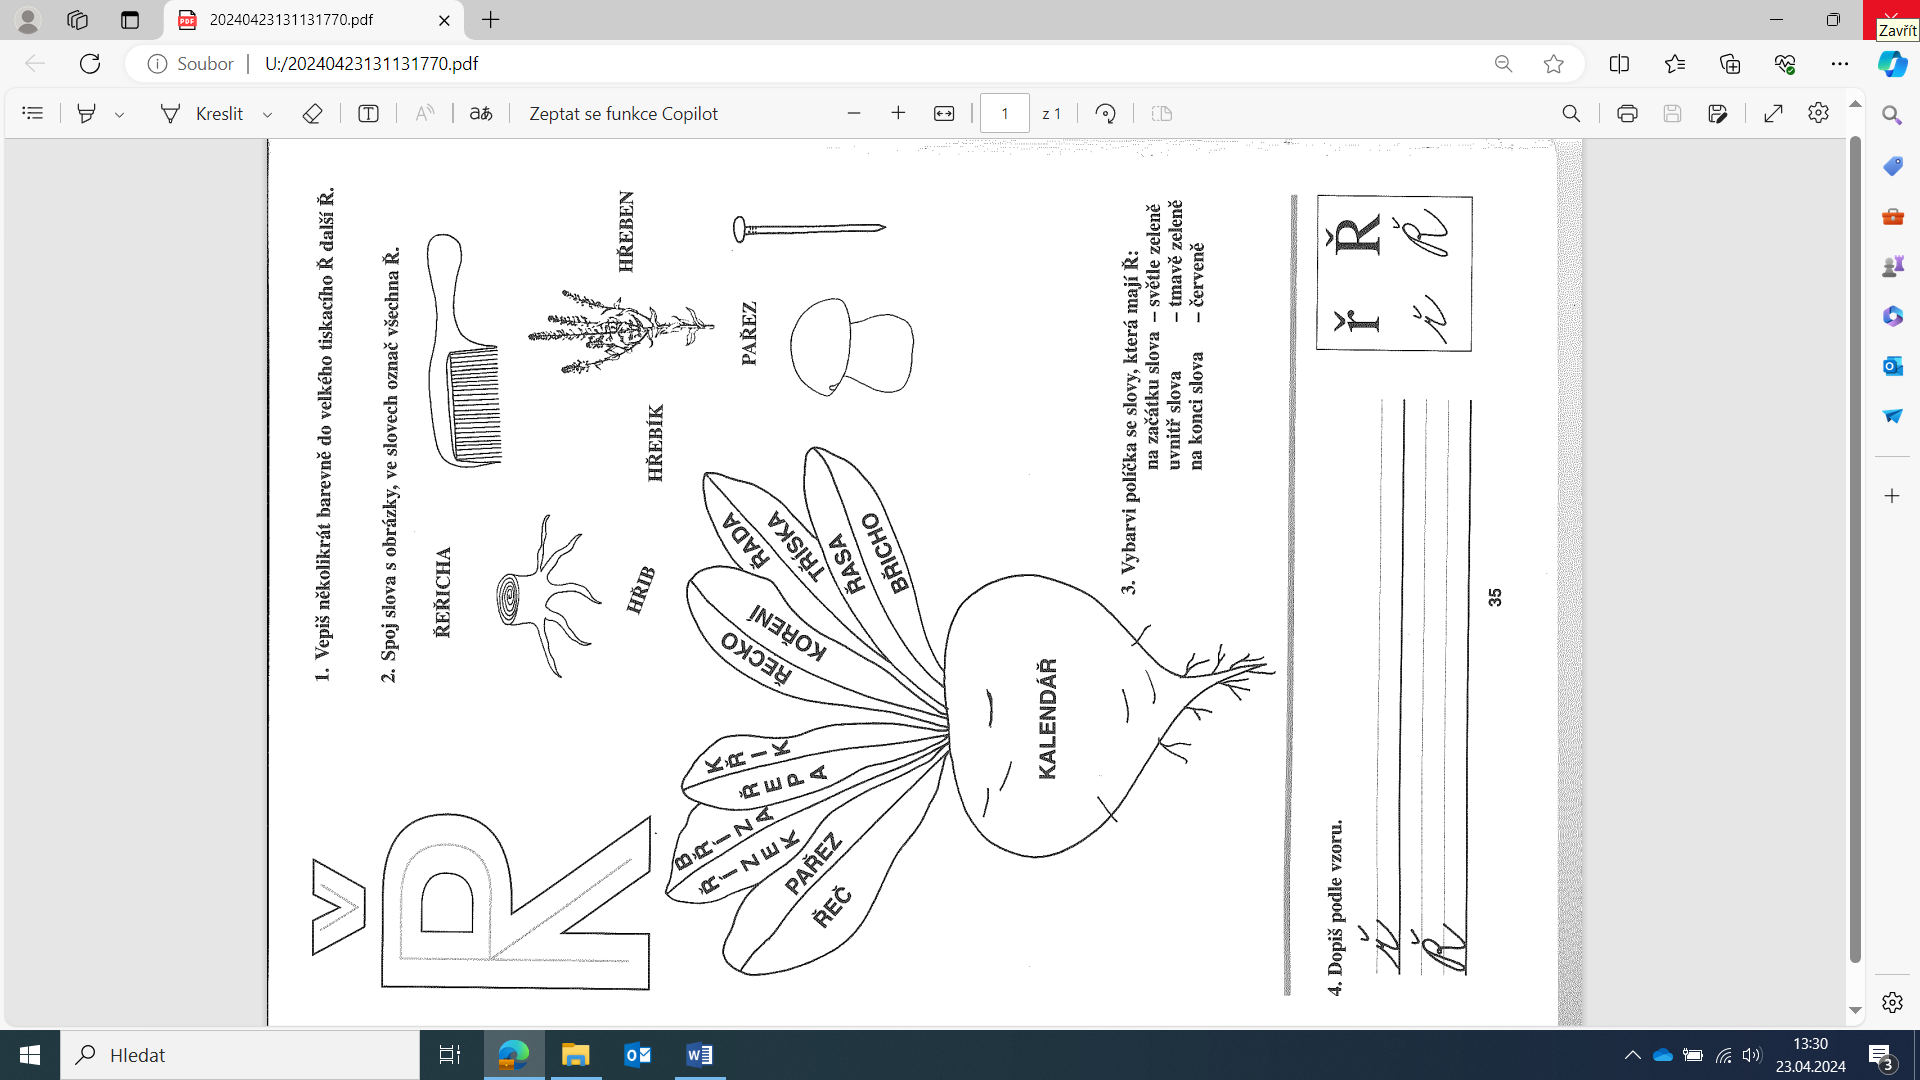 20240423131131770.pdf
Zavřít
Soubor
U:/20240423131131770.pdf
Kreslit
Zeptat se funkce Copilot
1
z 1
1. Vepiš několikrát barevně do velkého tiskacího Ř další Ř.
2. Spoj slova s obrázky, ve slovech označ všechna Ř.
ŘEŘICHA
HŘIB
HŘEBÍK
HŘEBEN
PAŘEZ
Ř
ŘEČ
PAŘEZ
ŘÍZEK
BŘÍZA
ŘEPA
KŘIK
ŘECKO
KOŘENÍ
ŘADA
TŘÍSKA
ŘASA
BŘICHO
KALENDÁŘ
3. Vybarvi políčka se slovy, která mají Ř:
na začátku slova – světle zeleně
uvnitř slova – tmavě zeleně
na konci slova – červeně
ř Ř
ř Ř
4. Dopiš podle vzoru.
ř
Ř
35
Hledat
13:30
23.04.2024
3